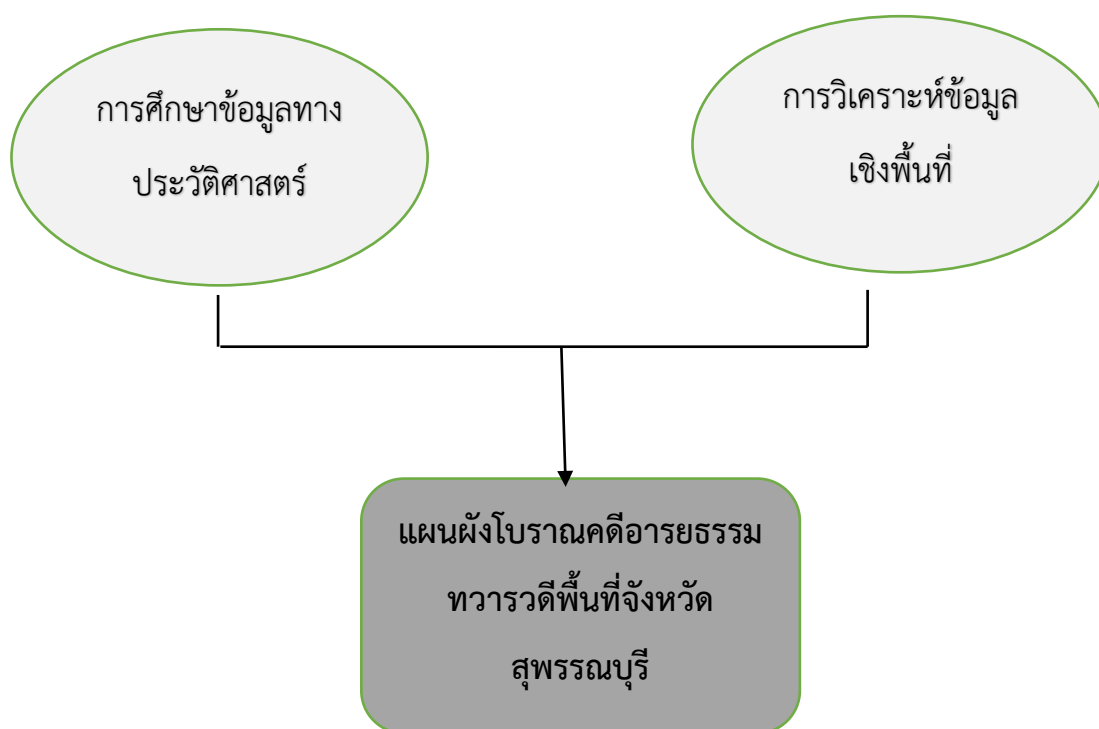 การศึกษาข้อมูลทาง
ประวัติศาสตร์
การวิเคราะห์ข้อมูล
เชิงพื้นที่
แผนผังโบราณคดีอารยธรรม
ทวารวดีพื้นที่จังหวัด
สุพรรณบุรี